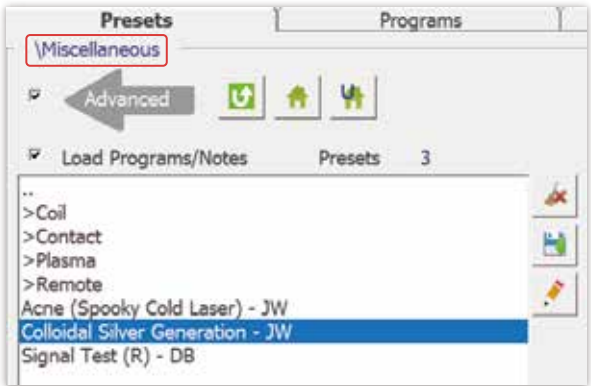 Presets Programs
\Miscellaneous
Advanced
Load Programs/Notes Presets 3
..
>Coil
>Contact
>Plasma
>Remote
Acne (Spooky Cold Laser) - JW
Colloidal Silver Generation - JW
Signal Test (R) - DB